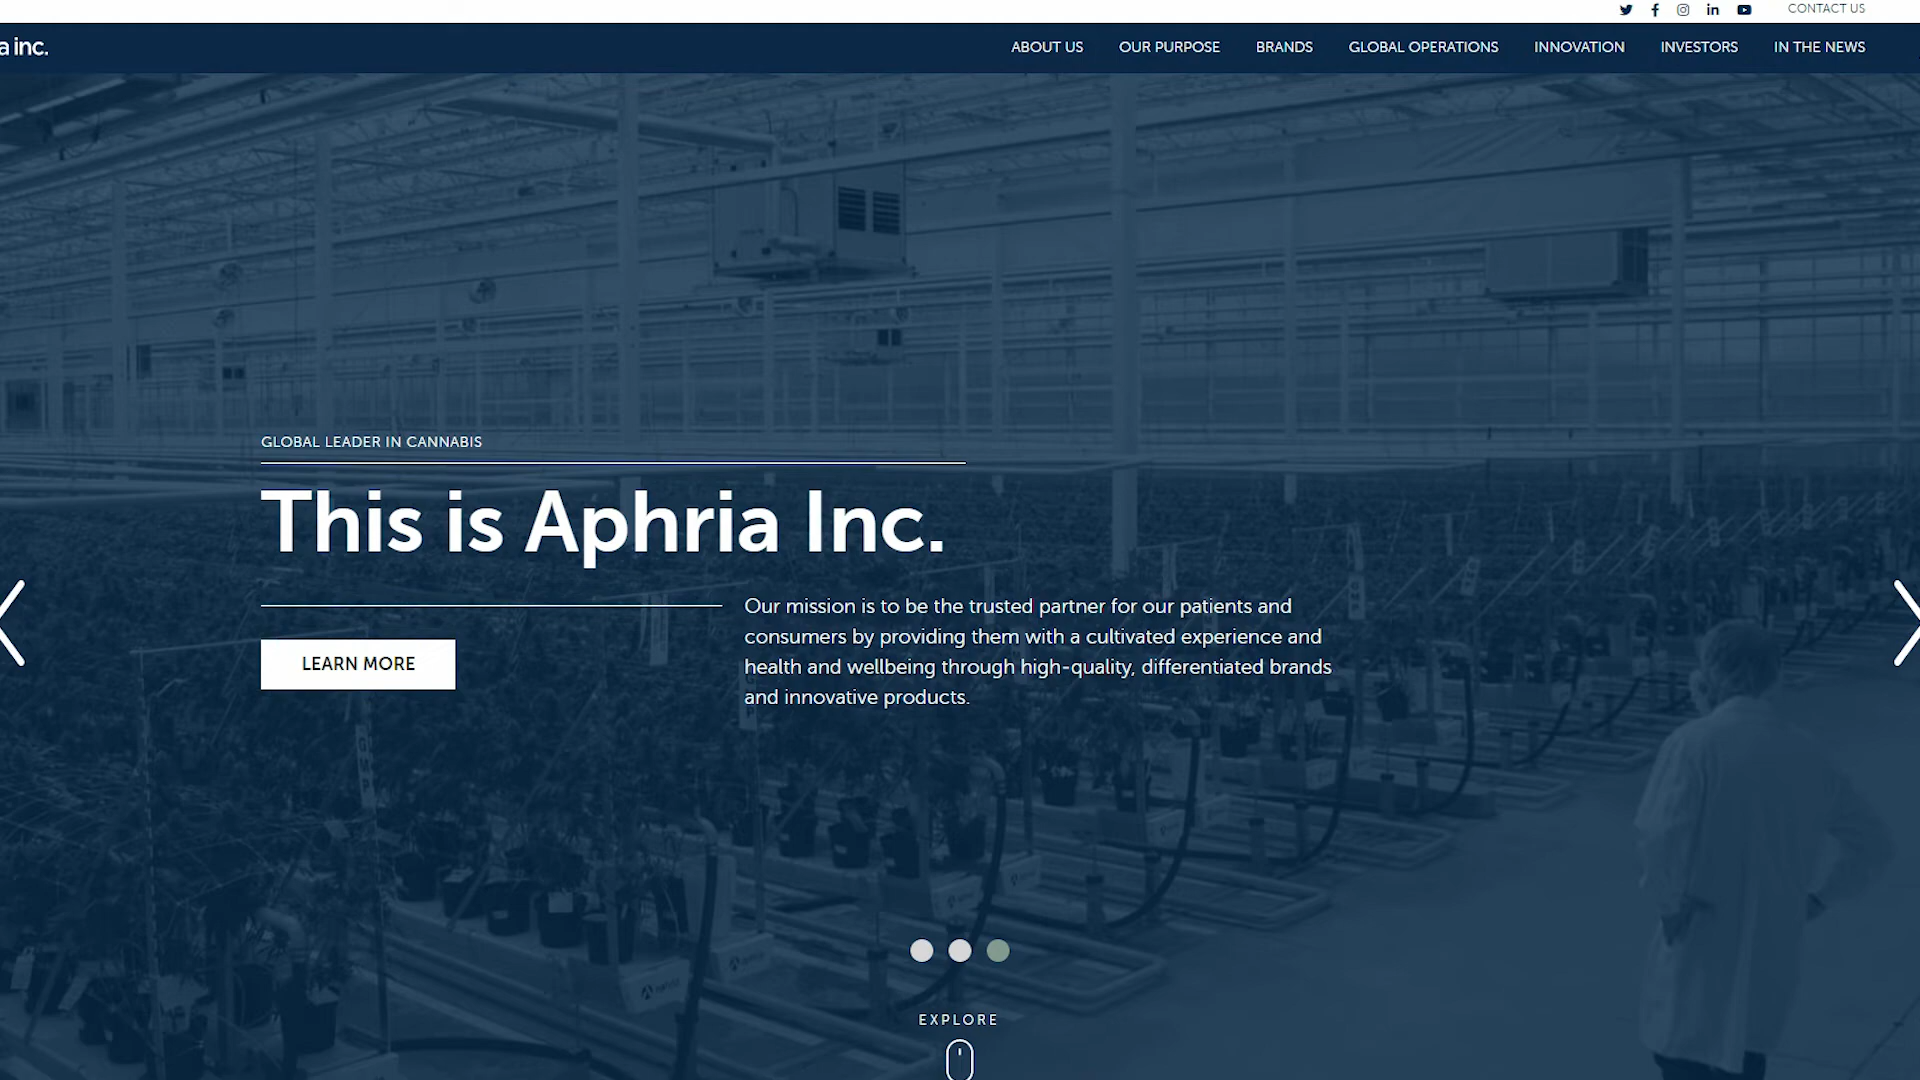 CONTACT US
a inc.
ABOUT US
OUR PURPOSE
BRANDS
GLOBAL OPERATIONS
INNOVATION
INVESTORS
IN THE NEWS
GLOBAL LEADER IN CANNABIS
This is Aphria Inc.
LEARN MORE
Our mission is to be the trusted partner for our patients and
consumers by providing them with a cultivated experience and
health and wellbeing through high-quality, differentiated brands
and innovative products.
EXPLORE